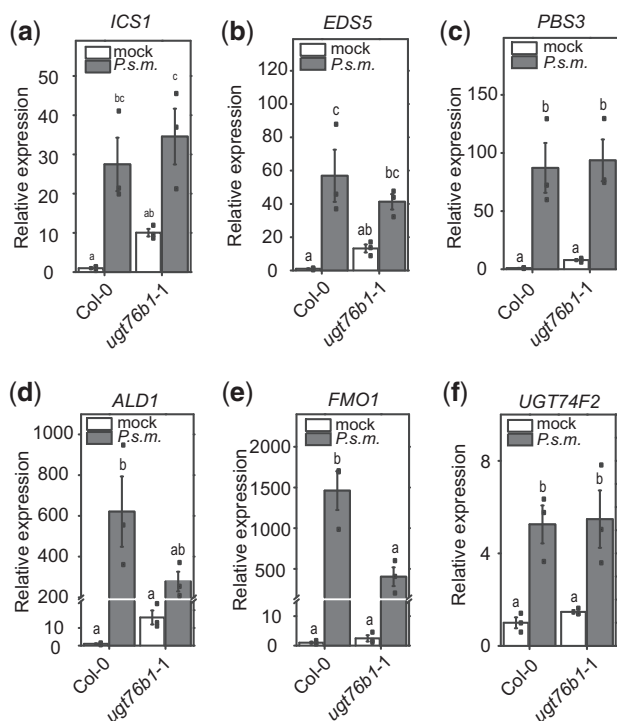 (a) ICS1
mock
P.s.m.
Relative expression
50
40
30
20
10
0
a
bc
ab
c
Col-0
ugt76b1-1
(b) EDS5
mock
P.s.m.
Relative expression
120
100
80
60
40
20
0
a
c
ab
bc
Col-0
ugt76b1-1
(c) PBS3
mock
P.s.m.
Relative expression
150
100
50
0
a
b
a
b
Col-0
ugt76b1-1
(d) ALD1
mock
P.s.m.
Relative expression
1000
800
600
400
200
10
0
a
b
a
ab
Col-0
ugt76b1-1
(e) FMO1
mock
P.s.m.
Relative expression
2000
1500
1000
500
10
0
a
b
a
a
Col-0
ugt76b1-1
(f) UGT74F2
mock
P.s.m.
Relative expression
8
4
0
a
b
a
b
Col-0
ugt76b1-1